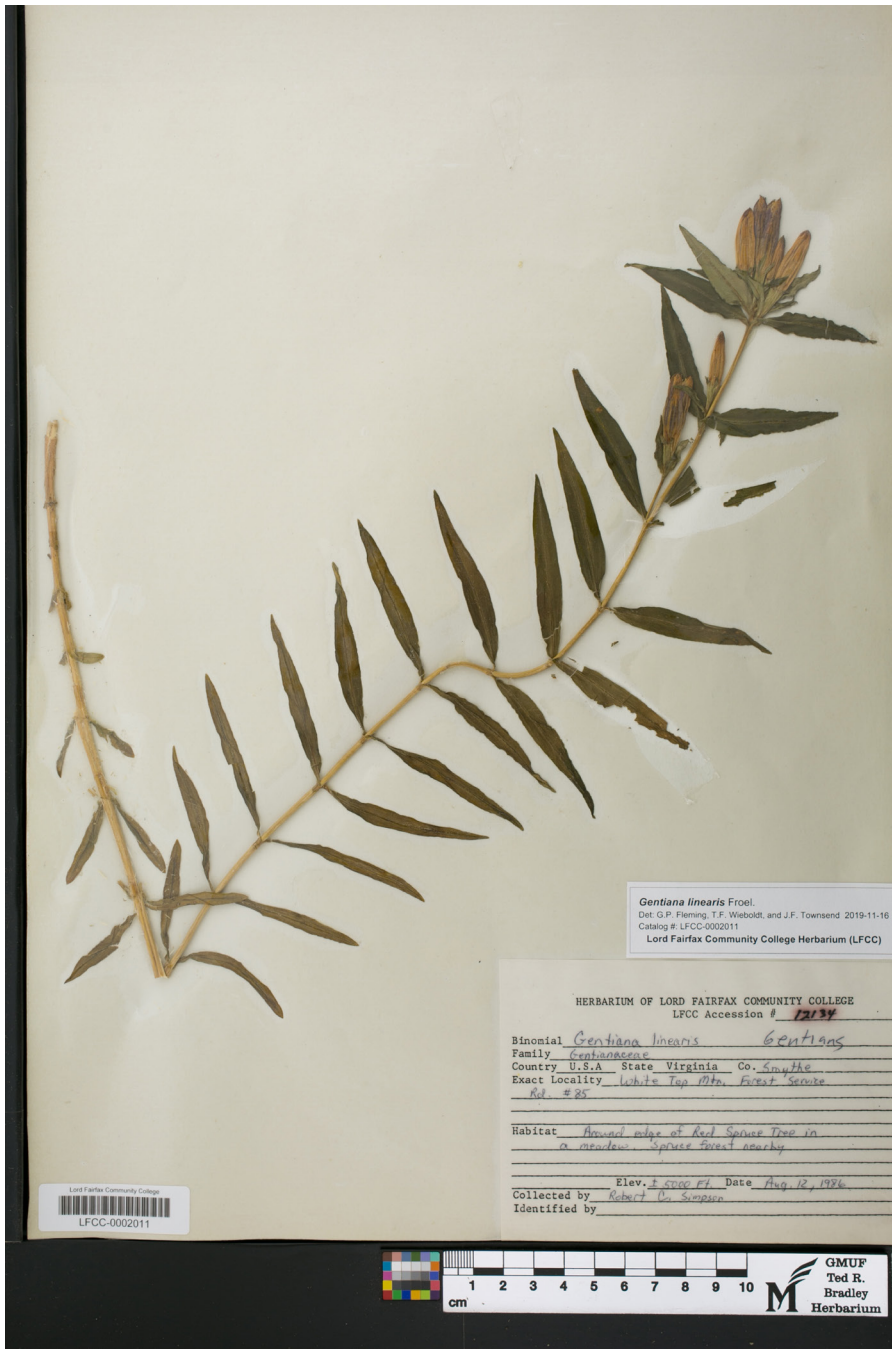 Gentiana linearis Froel.
Det: G.P. Fleming, T.F. Wieboldt, and J.F. Townsend 2019-11-16
Catalog #: LFCC-0002011
Lord Fairfax Community College Herbarium (LFCC)
HERBARIUM OF LORD FAIRFAX COMMUNITY COLLEGE
LFCC Accession # 12134
Binomial Gentiana linearis Gentians
Family Gentianaceae
Country U.S.A State Virginia Co. Smythe
Exact Locality White Top Mtn. Forest Service
Rd. #85
Habitat Around edge of Red Spruce Tree in
a meadow. Spruce forest nearby
Elev. ± 5000 Ft. Date Aug. 12, 1986
Collected by Robert C. Simpson
Identified by
Lord Fairfax Community College
LFCC-0002011
1 2 3 4 5 6 7 8 9 10
cm
GMUF
Ted R.
Bradley
Herbarium
M